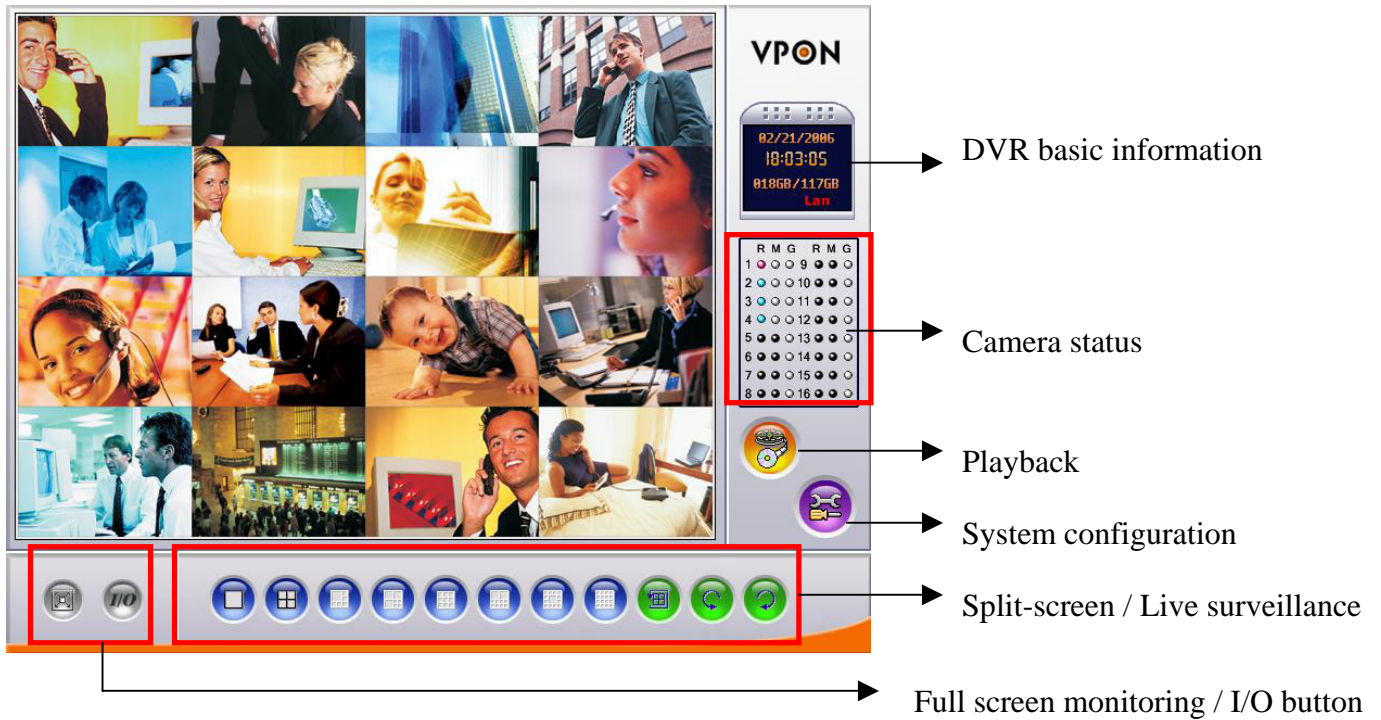 VPON
02/21/2006
18:03:05
018GB/117GB
Lan
DVR basic information
R M G R M G
1 9
2 10
3 11
4 12
5 13
6 14
7 15
8 16
Camera status
Playback
System configuration
I/O
Split-screen / Live surveillance
Full screen monitoring / I/O button